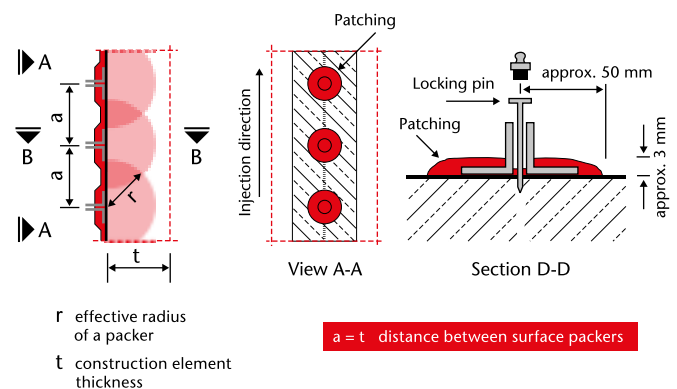 Patching
A
approx. 50 mm
Locking pin
a
Injection direction
Patching
B
B
approx. 3 mm
a
r
A
t
View A-A
Section D-D
r effective radius
of a packer
a = t distance between surface packers
t construction element
thickness